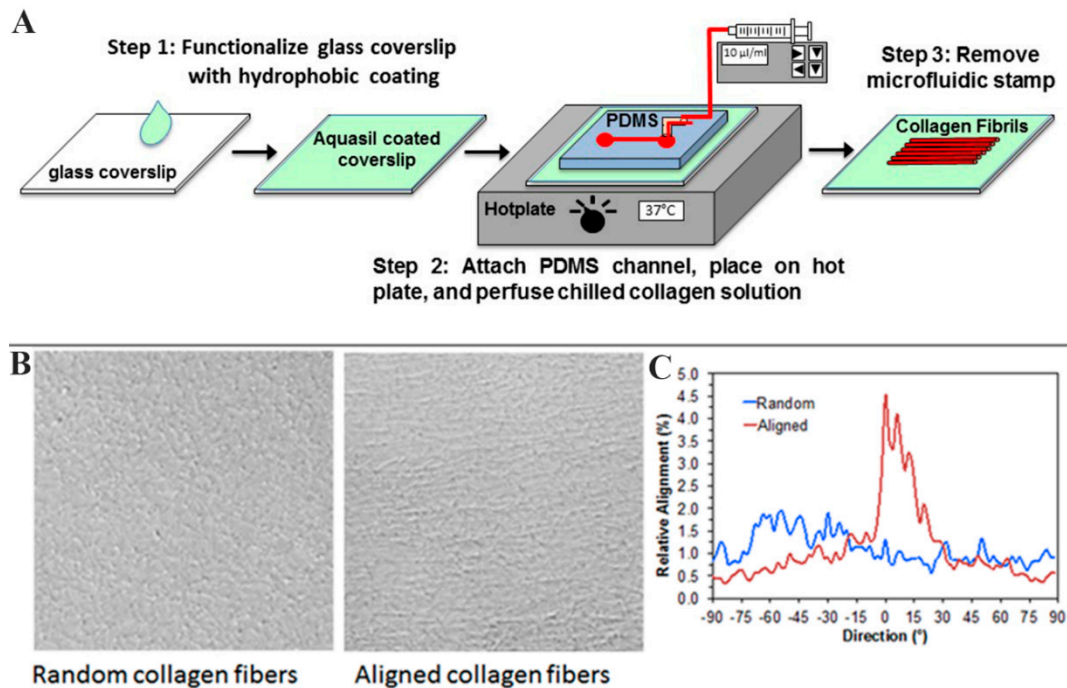 A
Step 1: Functionalize glass coverslip
with hydrophobic coating
glass coverslip
Aquasil coated
coverslip
10 µl/ml
PDMS
Hotplate
37°C
Step 2: Attach PDMS channel, place on hot
plate, and perfuse chilled collagen solution
Step 3: Remove
microfluidic stamp
Collagen Fibrils
B
Random collagen fibers
Aligned collagen fibers
C
Relative Alignment (%)
5.0
4.5
4.0
3.5
3.0
2.5
2.0
1.5
1.0
0.5
0.0
Random
Aligned
-90 -75 -60 -45 -30 -15 0 15 30 45 60 75 90
Direction (°)